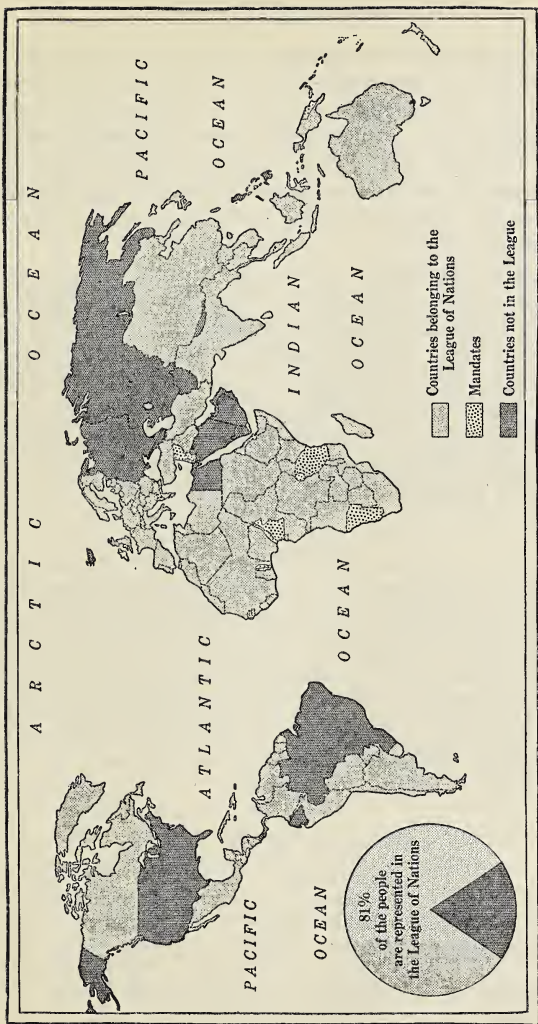 ARCTIC OCEAN
PACIFIC
OCEAN
ATLANTIC
OCEAN
PACIFIC
OCEAN
INDIAN
OCEAN
81%
of the people
are represented in
the League of Nations
Countries belonging to the
League of Nations
Mandates
Countries not in the League